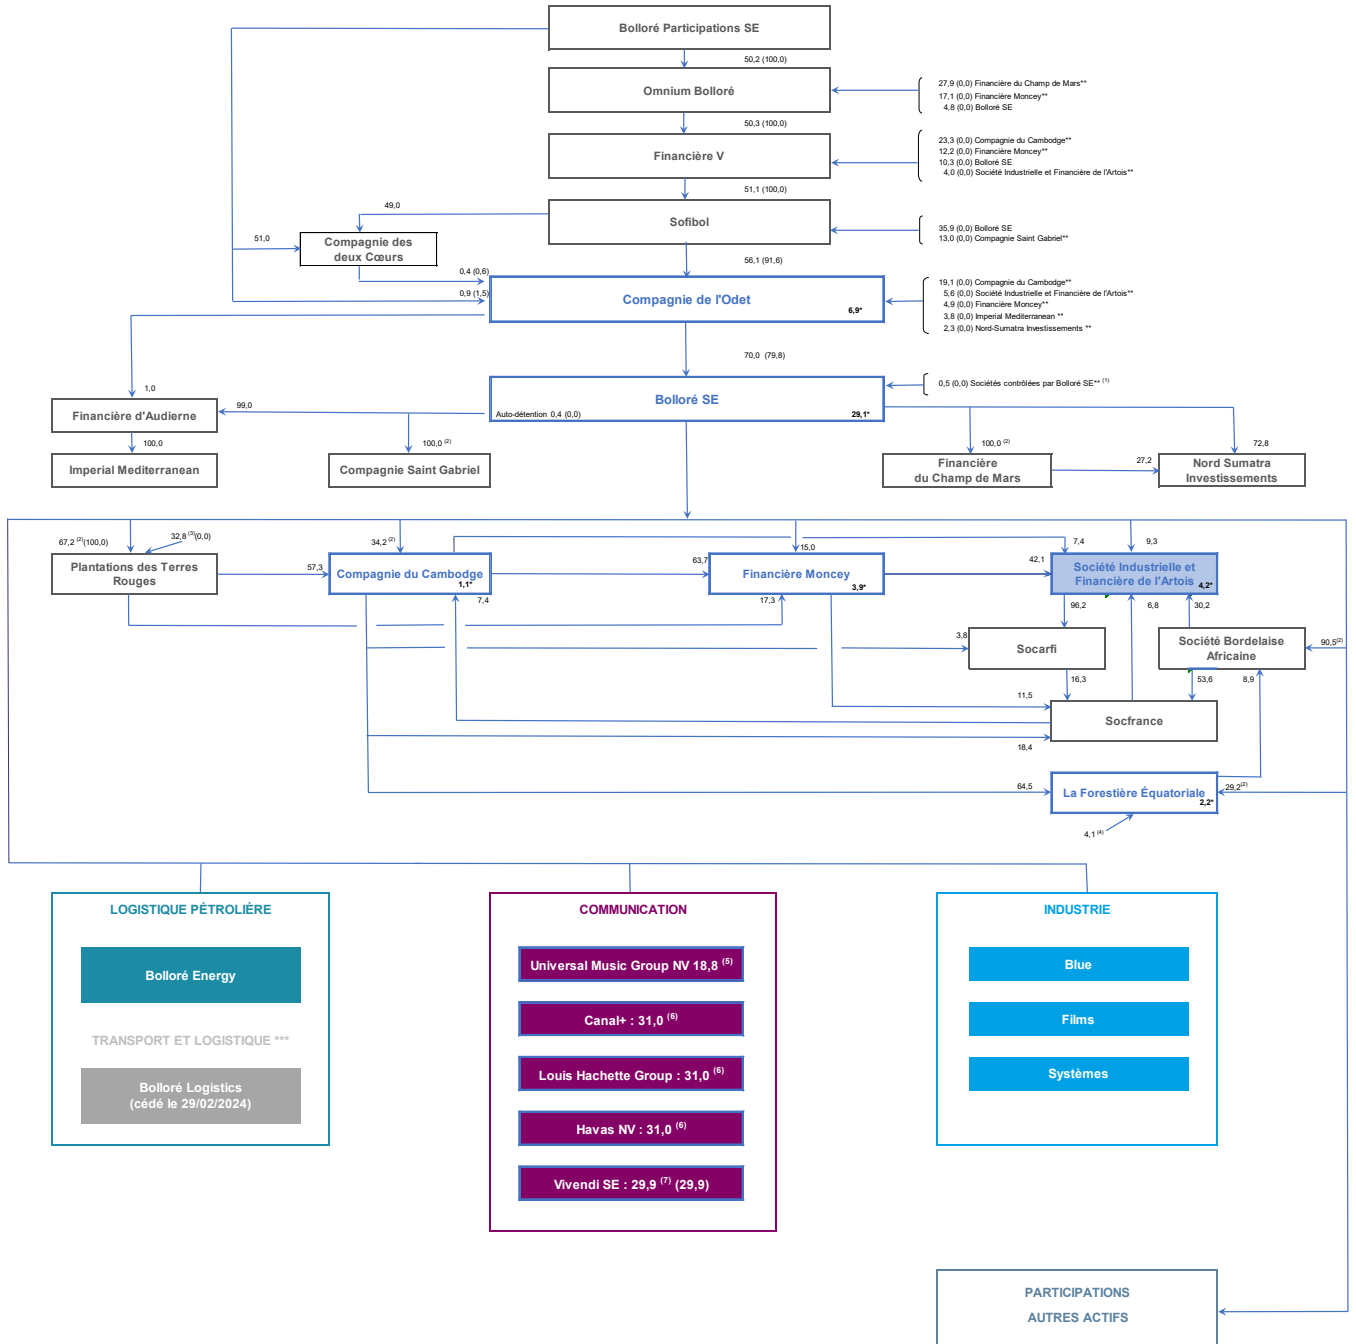 Bolloré Participations SE
50,2 (100,0)
Omnium Bolloré
27,9 (0,0) Financière du Champ de Mars**
17,1 (0,0) Financière Moncey**
4,8 (0,0) Bolloré SE
50,3 (100,0)
Financière V
23,3 (0,0) Compagnie du Cambodge**
12,2 (0,0) Financière Moncey**
10,3 (0,0) Bolloré SE
4,0 (0,0) Société Industrielle et Financière de l'Artois**
51,1 (100,0)
49,0
Sofibol
35,9 (0,0) Bolloré SE
13,0 (0,0) Compagnie Saint Gabriel**
51,0
Compagnie des
deux Cœurs
56,1 (91,6)
0,4 (0,6)
0,9 (1,5)
Compagnie de l'Odet
6,9*
19,1 (0,0) Compagnie du Cambodge**
5,6 (0,0) Société Industrielle et Financière de l'Artois**
4,9 (0,0) Financière Moncey**
3,8 (0,0) Imperial Mediterranean **
2,3 (0,0) Nord-Sumatra Investissements **
70,0 (79,8)
1,0
Bolloré SE
Auto-détention 0,4 (0,0)
29,1*
0,5 (0,0) Sociétés contrôlées par Bolloré SE** (1)
Financière d'Audierne
99,0
100,0
100,0 (2)
100,0 (2)
72,8
Imperial Mediterranean
Compagnie Saint Gabriel
Financière
du Champ de Mars
27,2
Nord Sumatra
Investissements
67,2 (2)(100,0)
32,8 (3)(0,0)
34,2 (2)
15,0
7,4
9,3
Plantations des Terres
Rouges
57,3
Compagnie du Cambodge
1,1*
63,7
Financière Moncey
3,9*
42,1
Société Industrielle et
Financière de l'Artois
4,2*
7,4
17,3
96,2
6,8
30,2
3,8
Socarfi
Société Bordelaise
Africaine
90,5(2)
16,3
53,6
8,9
11,5
Socfrance
18,4
64,5
La Forestière Équatoriale
2,2*
29,2(2)
4,1 (4)
LOGISTIQUE PÉTROLIÈRE
Bolloré Energy
TRANSPORT ET LOGISTIQUE ***
Bolloré Logistics
(cédé le 29/02/2024)
COMMUNICATION
Universal Music Group NV 18,8 (5)
Canal+ : 31,0 (6)
Louis Hachette Group : 31,0 (6)
Havas NV : 31,0 (6)
Vivendi SE : 29,9 (7) (29,9)
INDUSTRIE
Blue
Films
Systèmes
PARTICIPATIONS
AUTRES ACTIFS